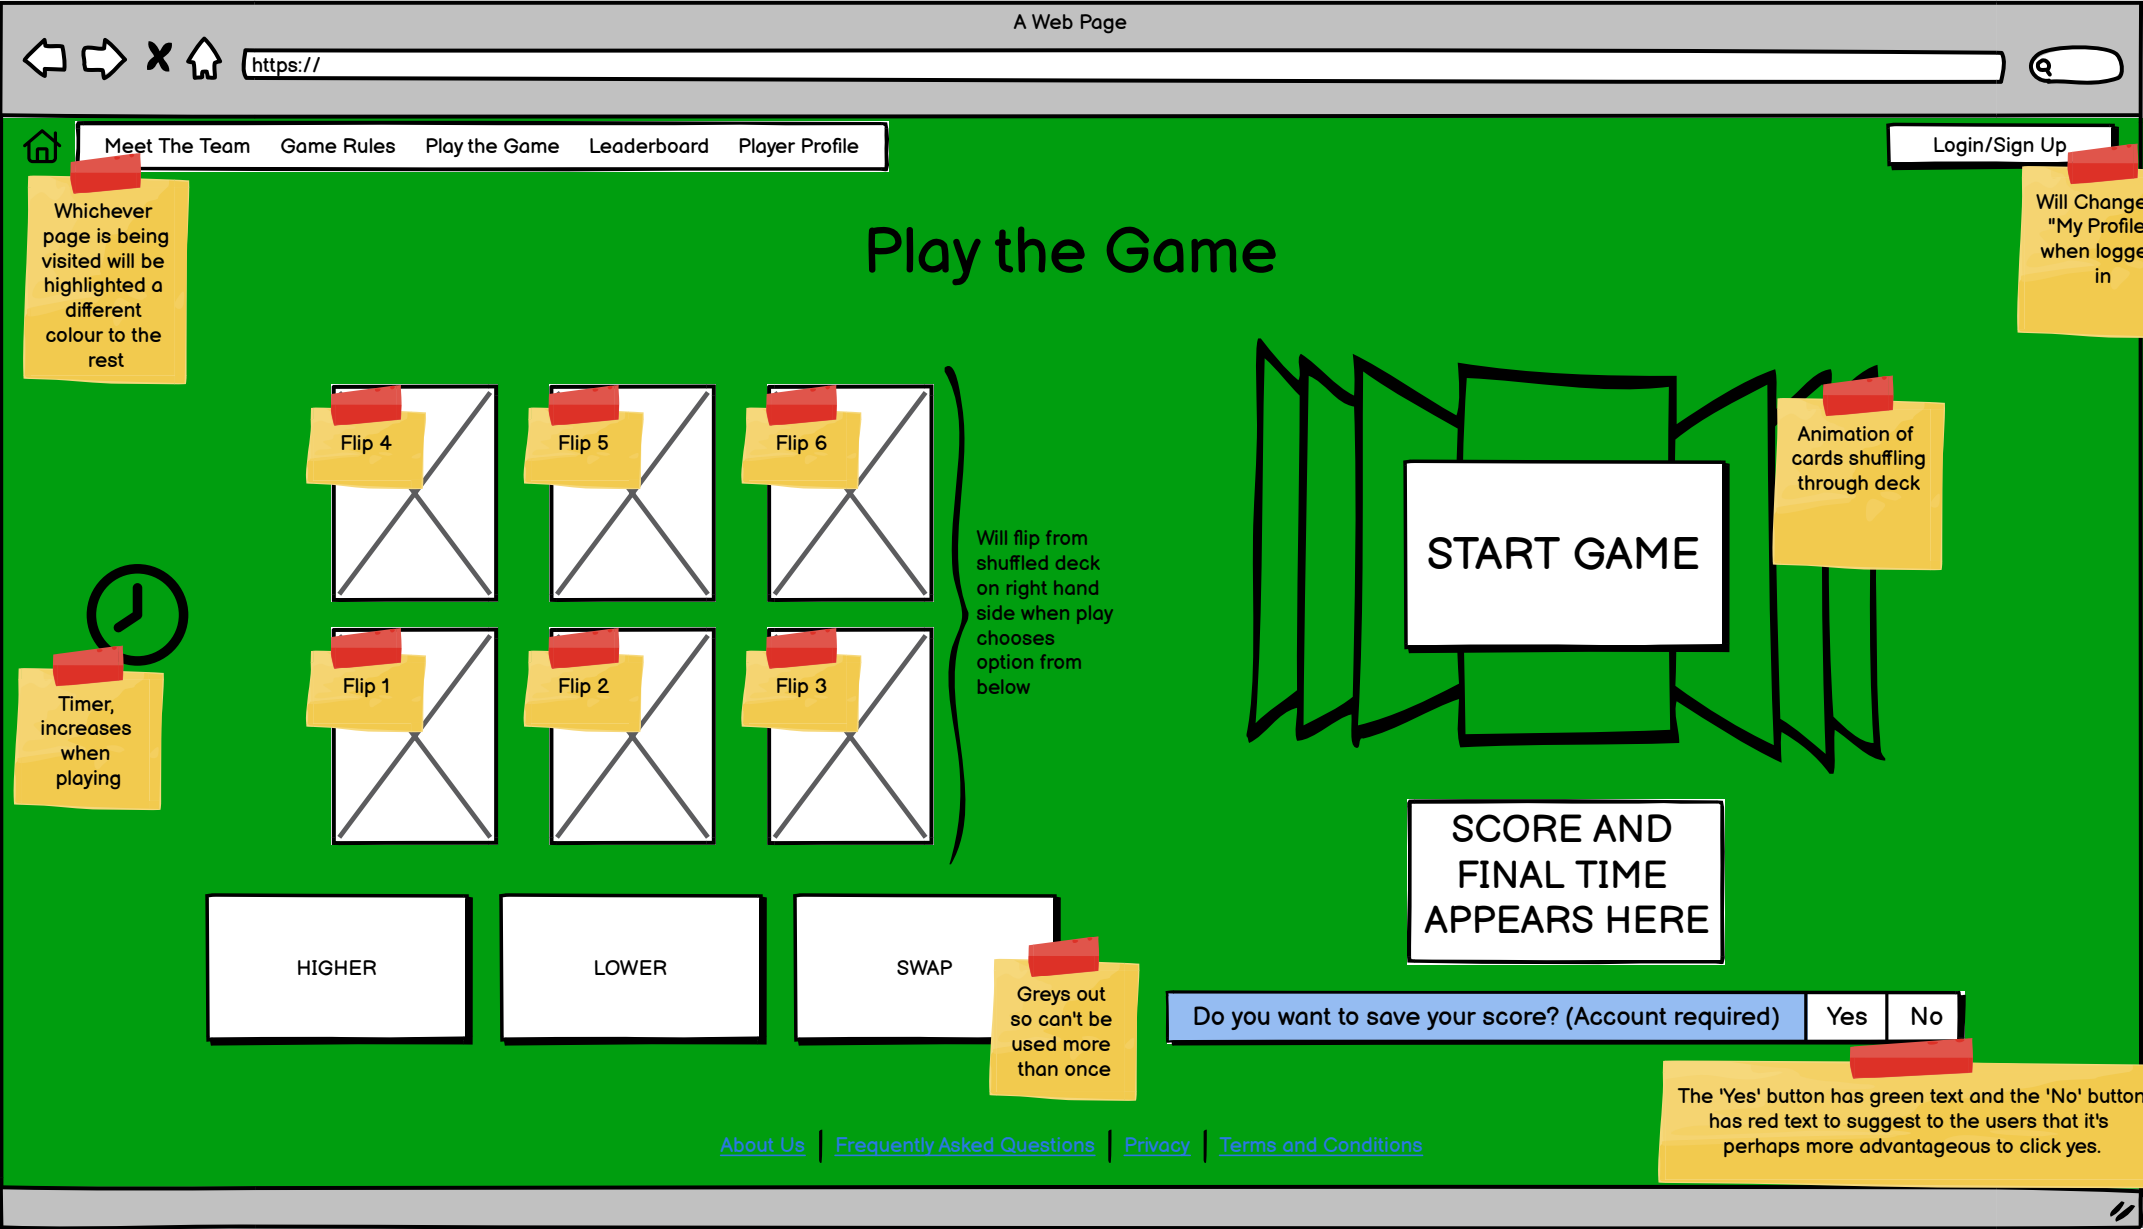 A Web Page
https://
Meet The Team Game Rules Play the Game Leaderboard Player Profile
Login/Sign Up
Whichever
page is being
visited will be
highlighted a
different
colour to the
rest
Will Change
"My Profile
when logge
in
Play the Game
Flip 4
Flip 5
Flip 6
Flip 1
Flip 2
Flip 3
Will flip from
shuffled deck
on right hand
side when play
chooses
option from
below
START GAME
Animation of
cards shuffling
through deck
Timer,
increases
when
playing
SCORE AND
FINAL TIME
APPEARS HERE
HIGHER
LOWER
SWAP
Greys out
so can't be
used more
than once
Do you want to save your score? (Account required) Yes No
The 'Yes' button has green text and the 'No' button
has red text to suggest to the users that it's
perhaps more advantageous to click yes.
About Us Frequently Asked Questions Privacy Terms and Conditions